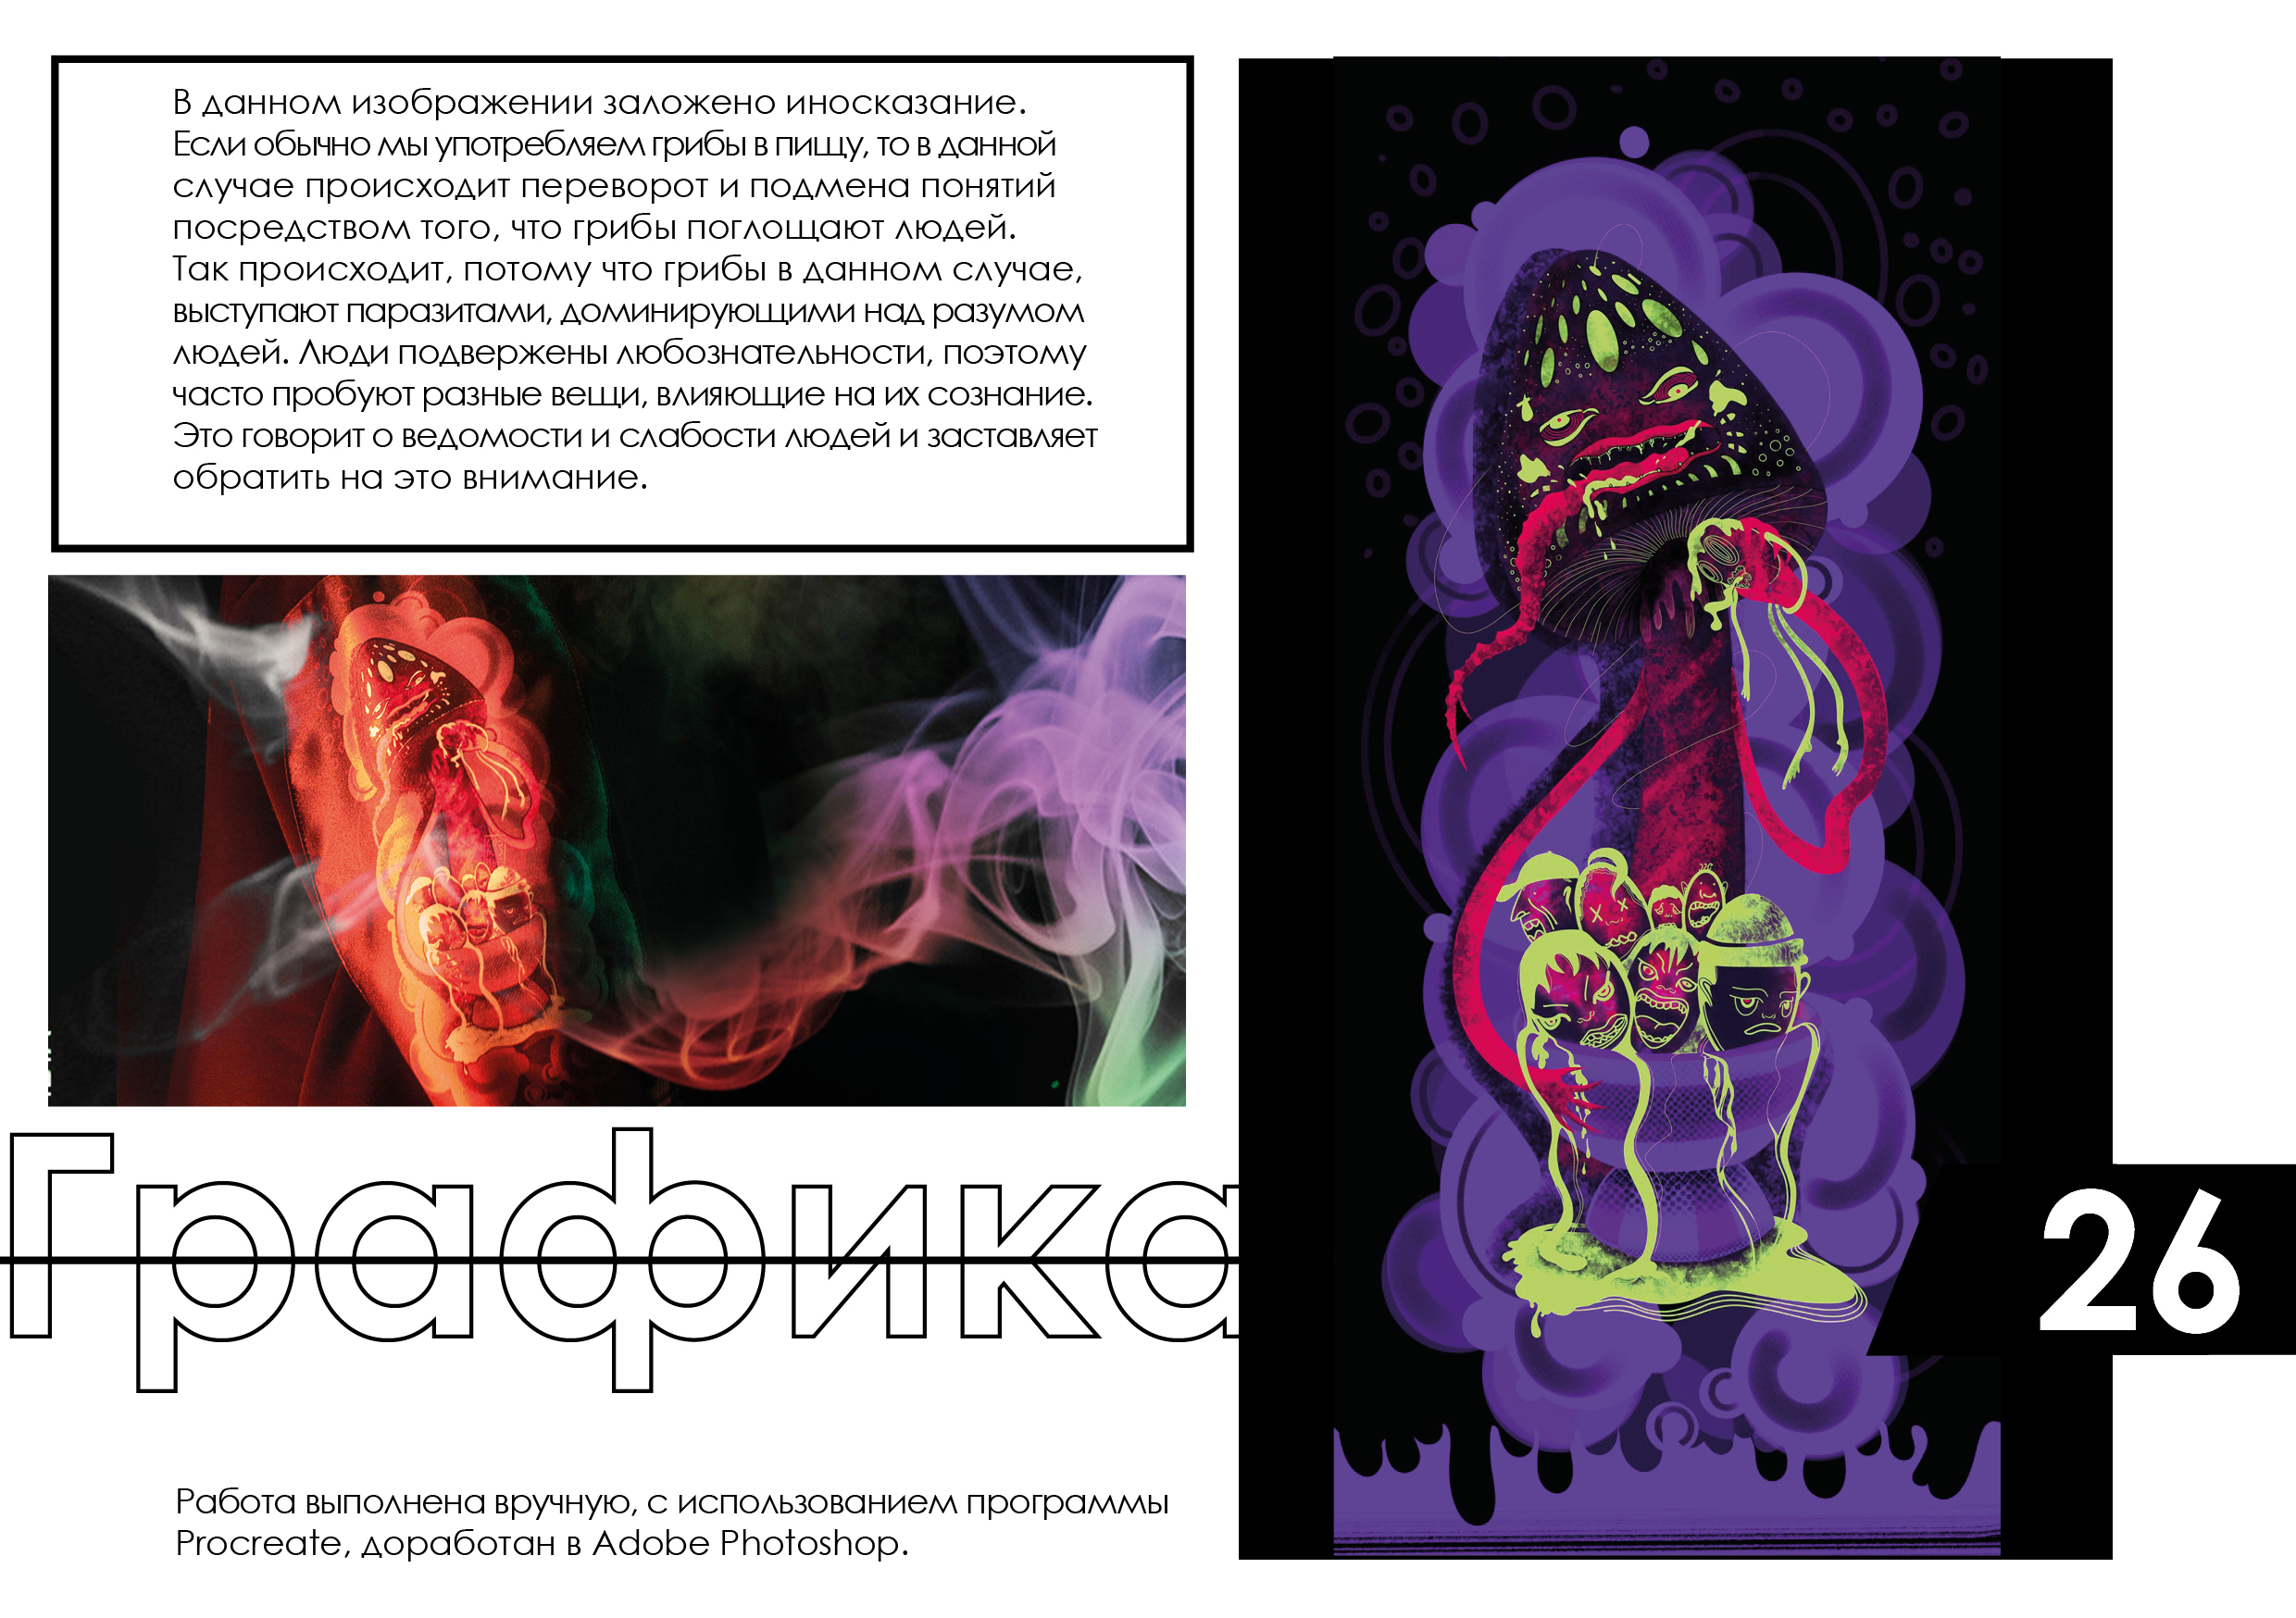 В данном изображении заложено иносказание.
Если обычно мы употребляем грибы в пищу, то в данной
случае происходит переворот и подмена понятий
посредством того, что грибы поглощают людей.
Так происходит, потому что грибы в данном случае,
выступают паразитами, доминирующими над разумом
людей. Люди подвержены любознательности, поэтому
часто пробуют разные вещи, влияющие на их сознание.
Это говорит о ведомости и слабости людей и заставляет
обратить на это внимание.
Графика
26
Работа выполнена вручную, с использованием программы
Procreate, доработан в Adobe Photoshop.